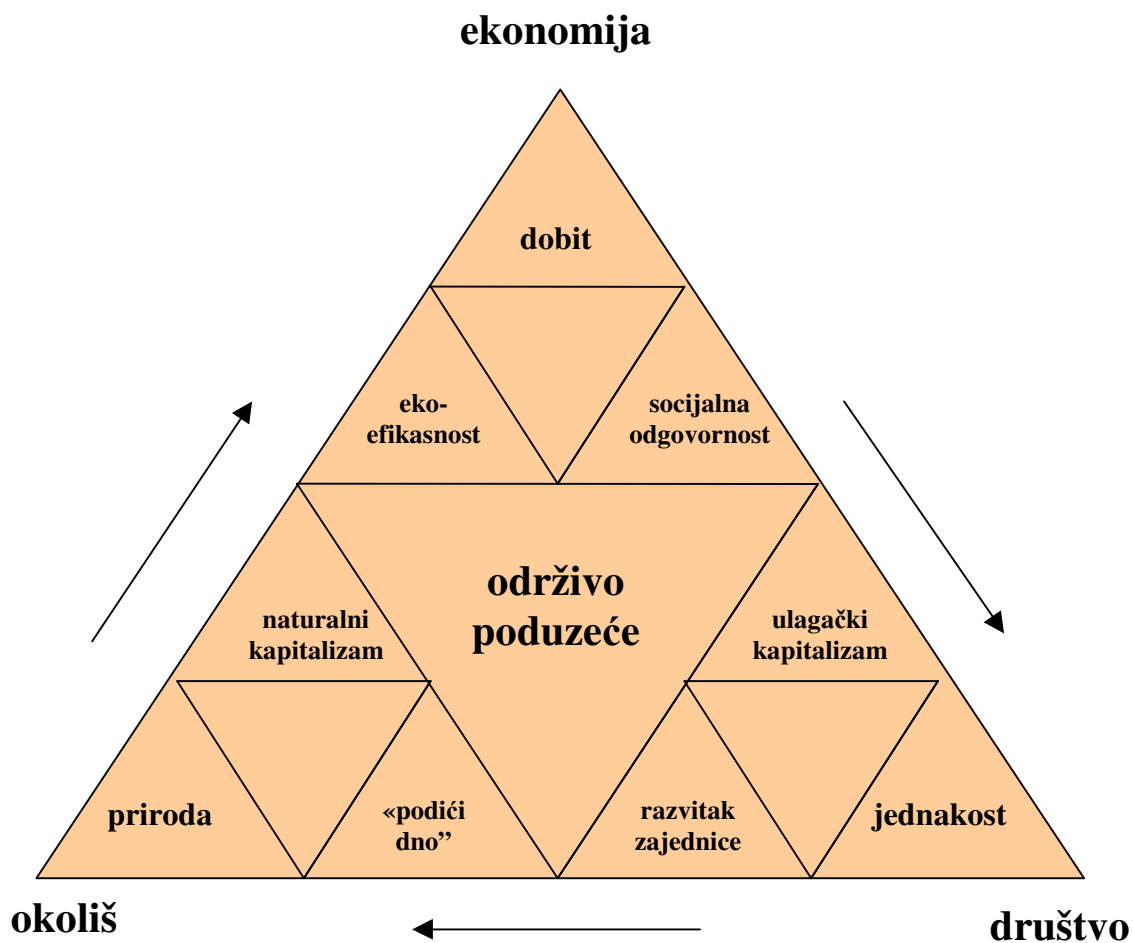 ekonomija
dobit
eko-
efikasnost
socijalna
odgovornost
održivo
poduzeće
naturalni
kapitalizam
ulagački
kapitalizam
priroda
«podići
dno”
razvitak
zajednice
jednakost
okoliš
društvo